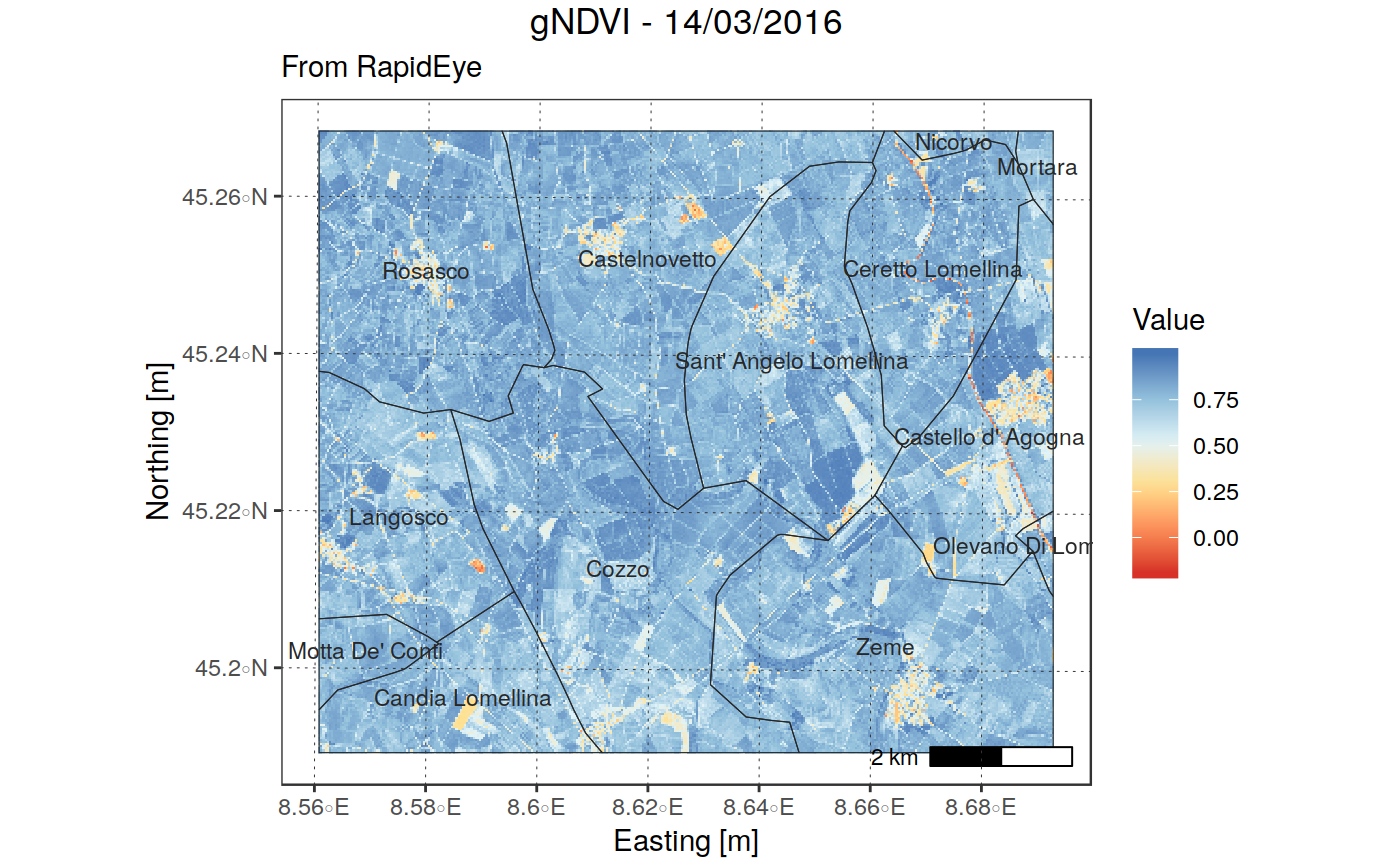 gNDVI - 14/03/2016
From RapidEye
Nicorvo
Mortara
45.26°N
Castelnovetto
Rosasco
Ceretto Lomellina
Value
45.24°N
Sant' Angelo Lomellina
0.75
Castello d' Agogna
0.50
0.25
45.22°N
Langosco
0.00
Olevano Di Lom
Cozzo
Motta De' Conti
Zeme
45.2°N
Candia Lomellina
2 km
8.56°E 8.58°E 8.6°E 8.62°E 8.64°E 8.66°E 8.68°E
Easting [m]
Northing [m]